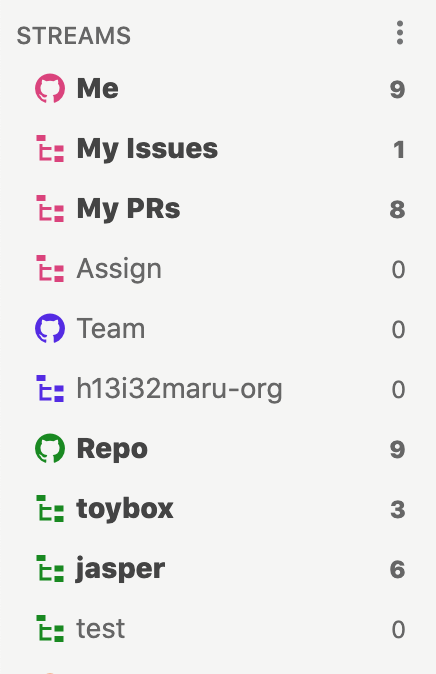 STREAMS
Me 9
My Issues 1
My PRs 8
Assign 0
Team 0
h13i32maru-org 0
Repo 9
toybox 3
jasper 6
test 0